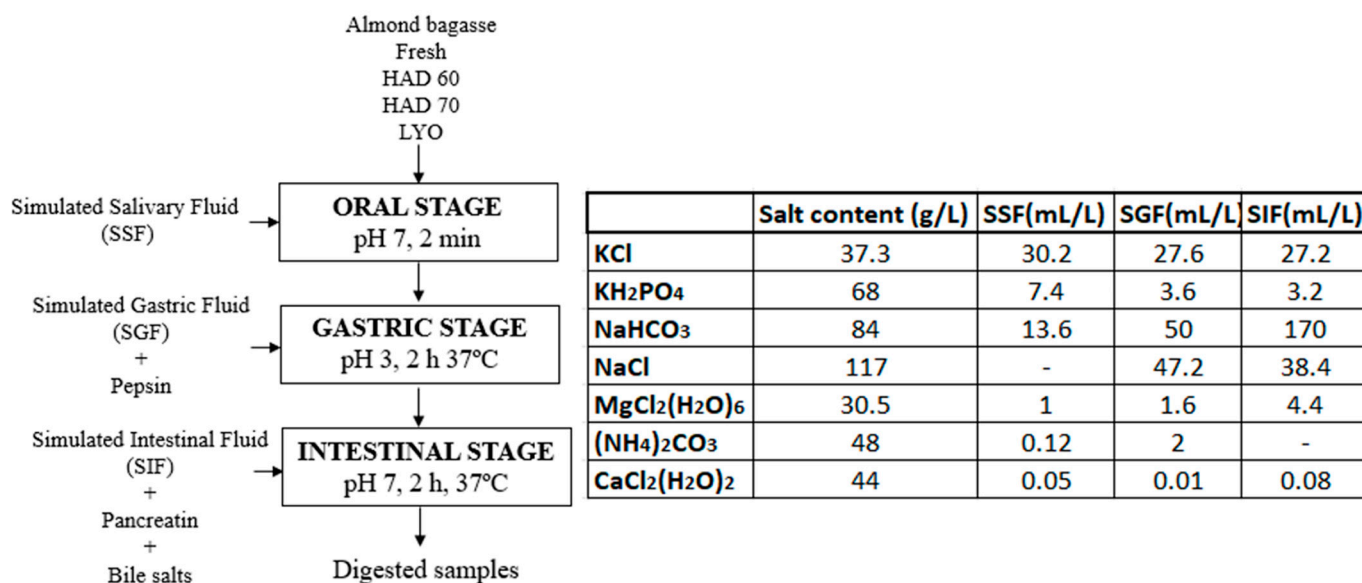 Almond bagasse
Fresh
HAD 60
HAD 70
LYO
Simulated Salivary Fluid
(SSF)
ORAL STAGE
pH 7, 2 min
Simulated Gastric Fluid
(SGF)
+
Pepsin
GASTRIC STAGE
pH 3, 2 h 37ºC
Simulated Intestinal Fluid
(SIF)
+
Pancreatin
+
Bile salts
INTESTINAL STAGE
pH 7, 2 h, 37ºC
Digested samples
Salt content (g/L) SSF(mL/L) SGF(mL/L) SIF(mL/L)
KCl 37.3 30.2 27.6 27.2
KH₂PO₄ 68 7.4 3.6 3.2
NaHCO₃ 84 13.6 50 170
NaCl 117 - 47.2 38.4
MgCl₂(H₂O)₆ 30.5 1 1.6 4.4
(NH₄)₂CO₃ 48 0.12 2 -
CaCl₂(H₂O)₂ 44 0.05 0.01 0.08